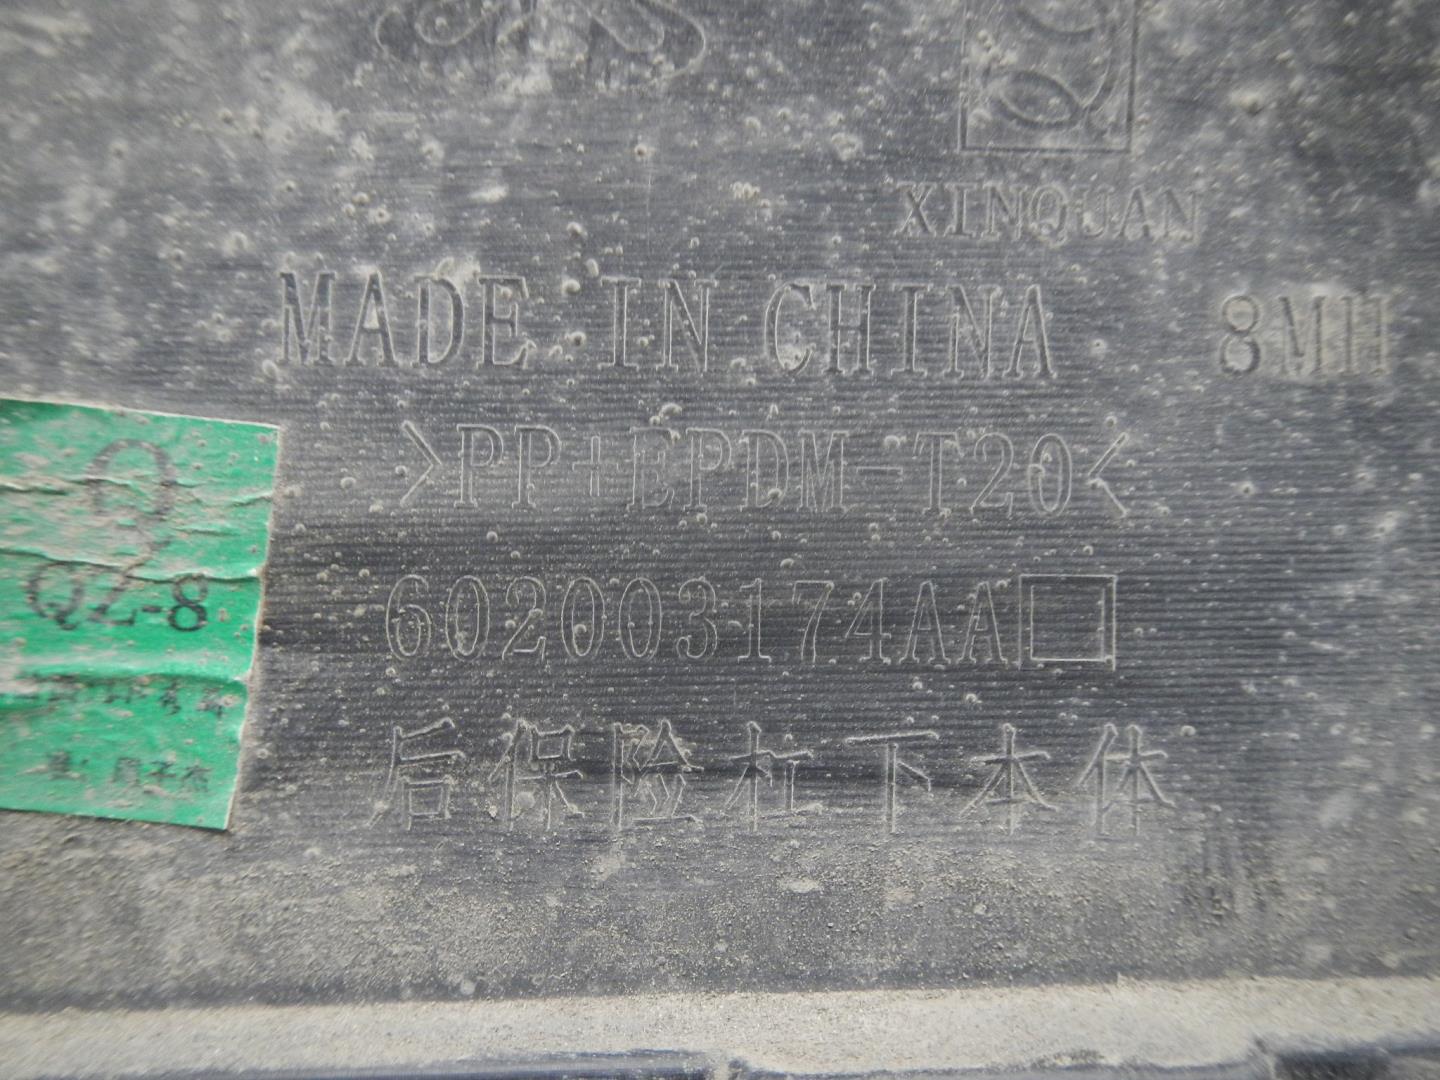 XINQUAN
MADE IN CHINA
8MH
>PP+EPDM-T20<
602003174AA□
后保险杠下本体
Q
QZ-8